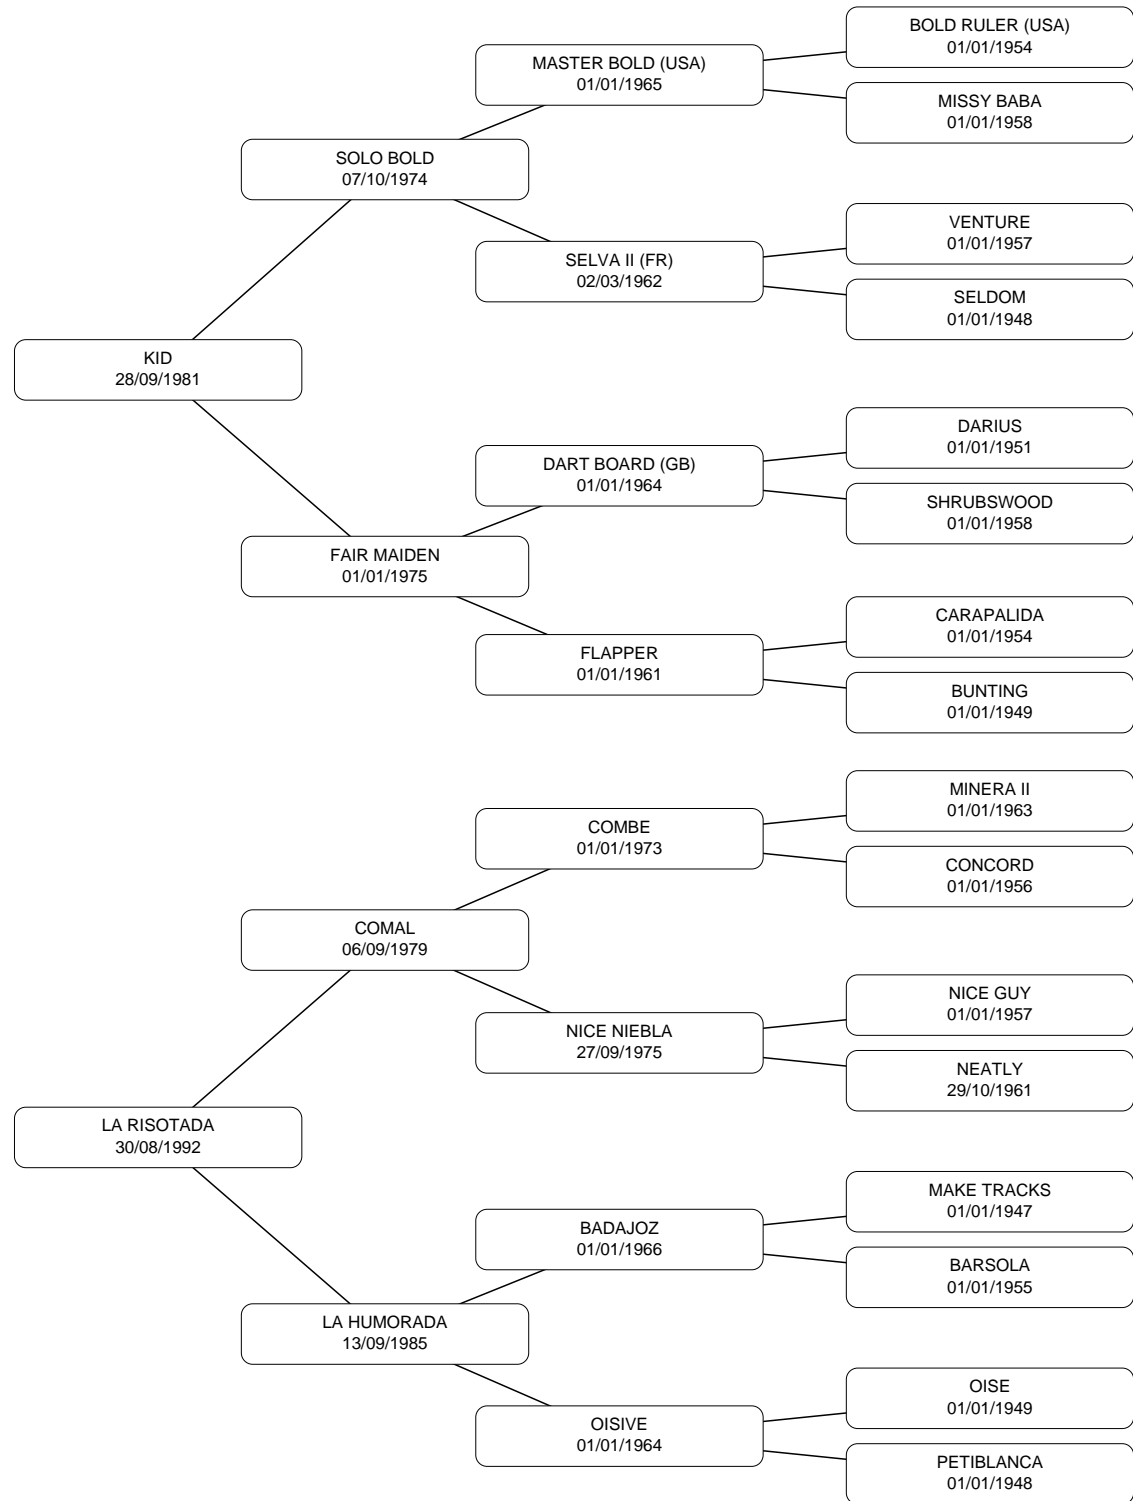 BOLD RULER (USA)
01/01/1954
MASTER BOLD (USA)
01/01/1965
MISSY BABA
01/01/1958
SOLO BOLD
07/10/1974
VENTURE
01/01/1957
SELVA II (FR)
02/03/1962
SELDOM
01/01/1948
KID
28/09/1981
DARIUS
01/01/1951
DART BOARD (GB)
01/01/1964
SHRUBSWOOD
01/01/1958
FAIR MAIDEN
01/01/1975
CARAPALIDA
01/01/1954
FLAPPER
01/01/1961
BUNTING
01/01/1949
MINERA II
01/01/1963
COMBE
01/01/1973
CONCORD
01/01/1956
COMAL
06/09/1979
NICE GUY
01/01/1957
NICE NIEBLA
27/09/1975
NEATLY
29/10/1961
LA RISOTADA
30/08/1992
MAKE TRACKS
01/01/1947
BADAJOZ
01/01/1966
BARSOLA
01/01/1955
LA HUMORADA
13/09/1985
OISE
01/01/1949
OISIVE
01/01/1964
PETIBLANCA
01/01/1948